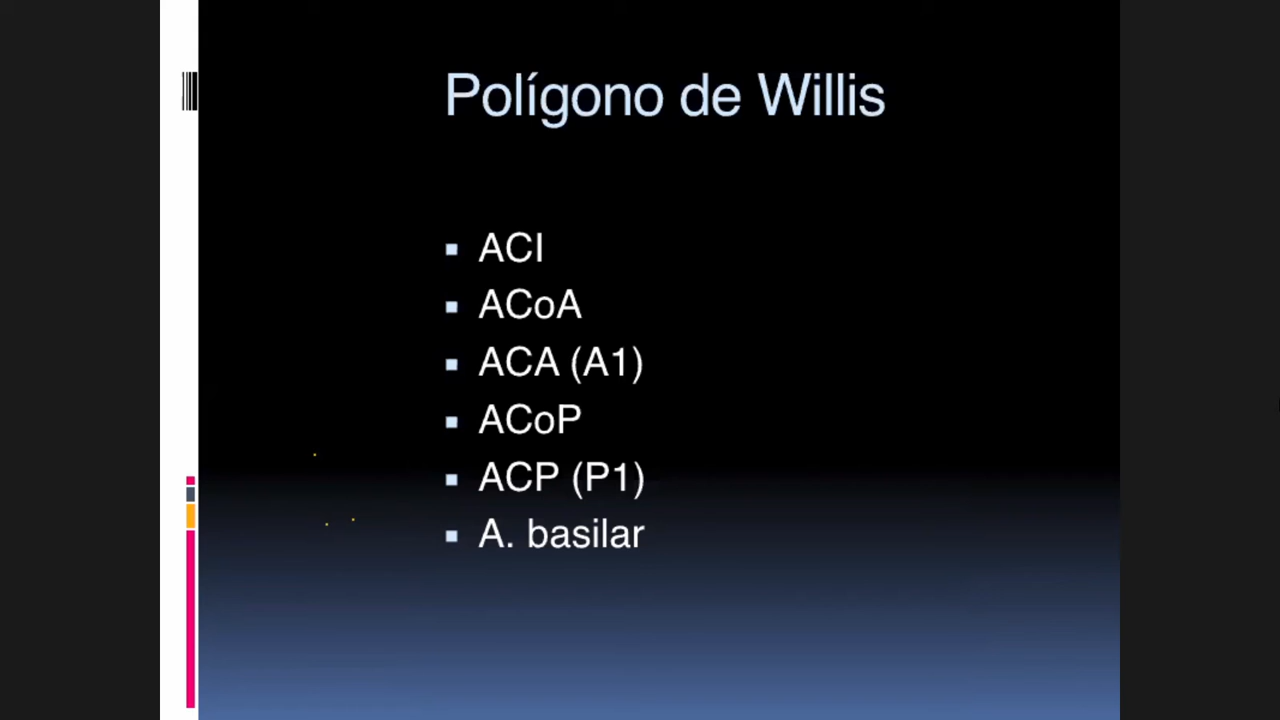 Polígono de Willis
ACI
ACoA
ACA (A1)
ACoP
ACP (P1)
A. basilar